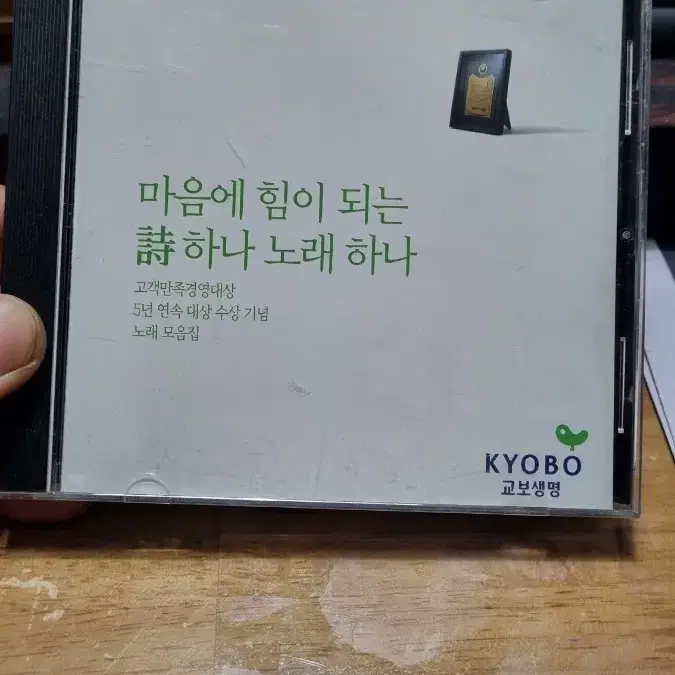 마음에 힘이 되는
詩 하나 노래 하나
고객만족경영대상
5년 연속 대상 수상 기념
노래 모음집
KYOBO
교보생명